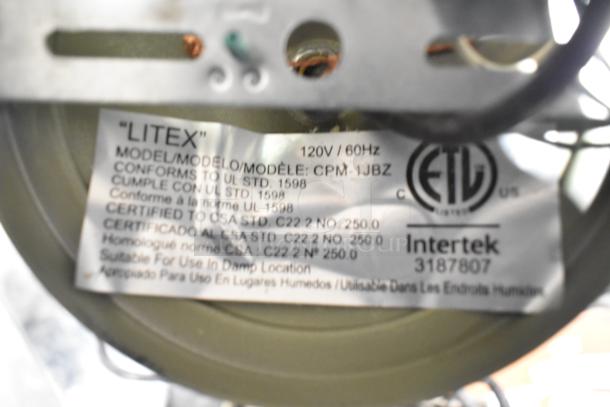 "LITEX"
120V / 60Hz
MODEL/MODELO/MODÈLE: CPM-1JBZ
CONFORMS TO UL STD. 1598
CUMPLE CON UL STD. 1598
Conforme à la norme UL-1598
CERTIFIED TO CSA STD. C22.2 NO. 250.0
CERTIFICADO AL CSA STD. C22.2 NO. 250.0
Homologué norme CSA: C22.2 Nº 250.0
Suitable For Use In Damp Location
Apropiado Para Uso En Lugares Humedos / Utilisable Dans Les Endroits Humides
C ETL US
LISTED
Intertek
3187807